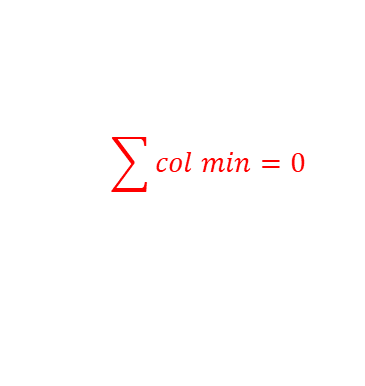 ∑ col min = 0